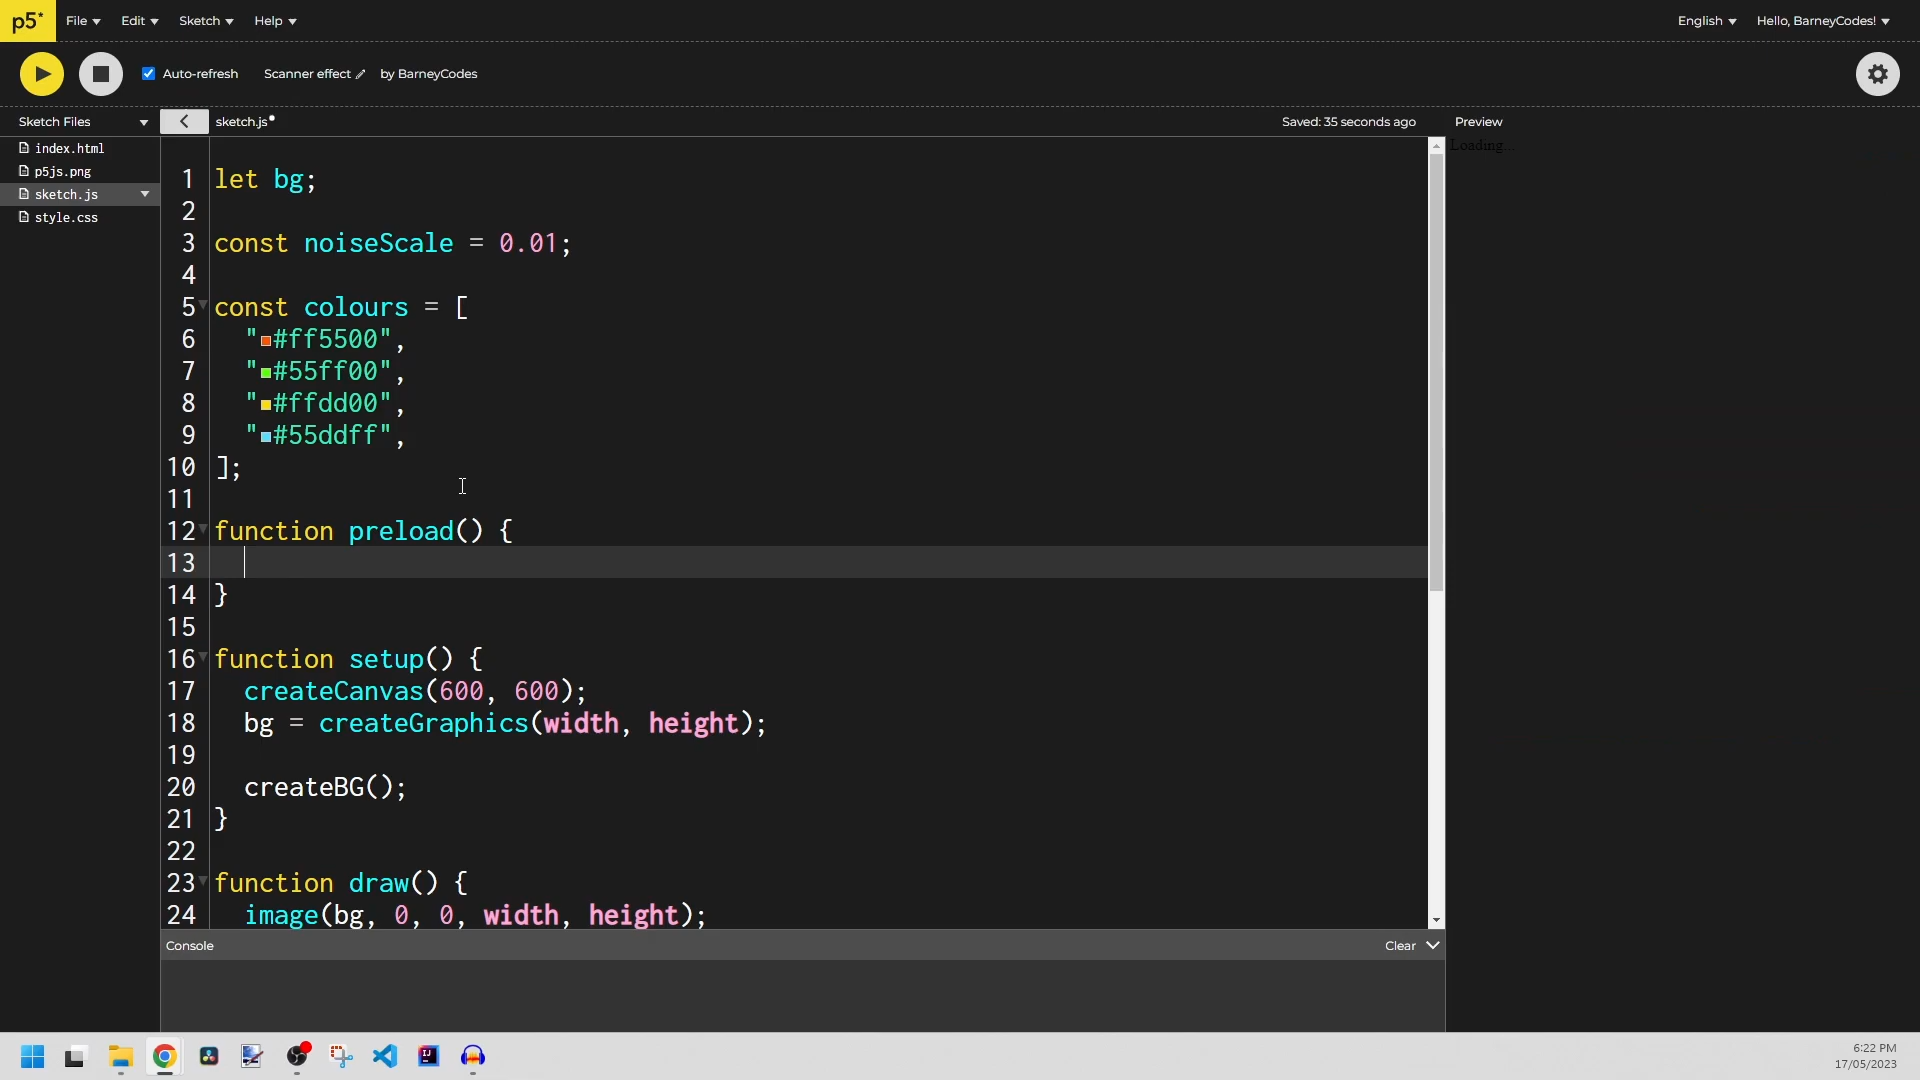 p5* File Edit Sketch Help English Hello, BarneyCodes!
Auto-refresh Scanner effect by BarneyCodes
Sketch Files sketch.js Saved: 35 seconds ago Preview
index.html
p5js.png
sketch.js
style.css
Loading...
1 let bg;
2
3 const noiseScale = 0.01;
4
5 const colours = [
6 "#ff5500",
7 "#55ff00",
8 "#ffdd00",
9 "#55ddff",
10 ];
11
12 function preload() {
13
14 }
15
16 function setup() {
17 createCanvas(600, 600);
18 bg = createGraphics(width, height);
19
20 createBG();
21 }
22
23 function draw() {
24 image(bg, 0, 0, width, height);
Console Clear
6:22 PM
17/05/2023